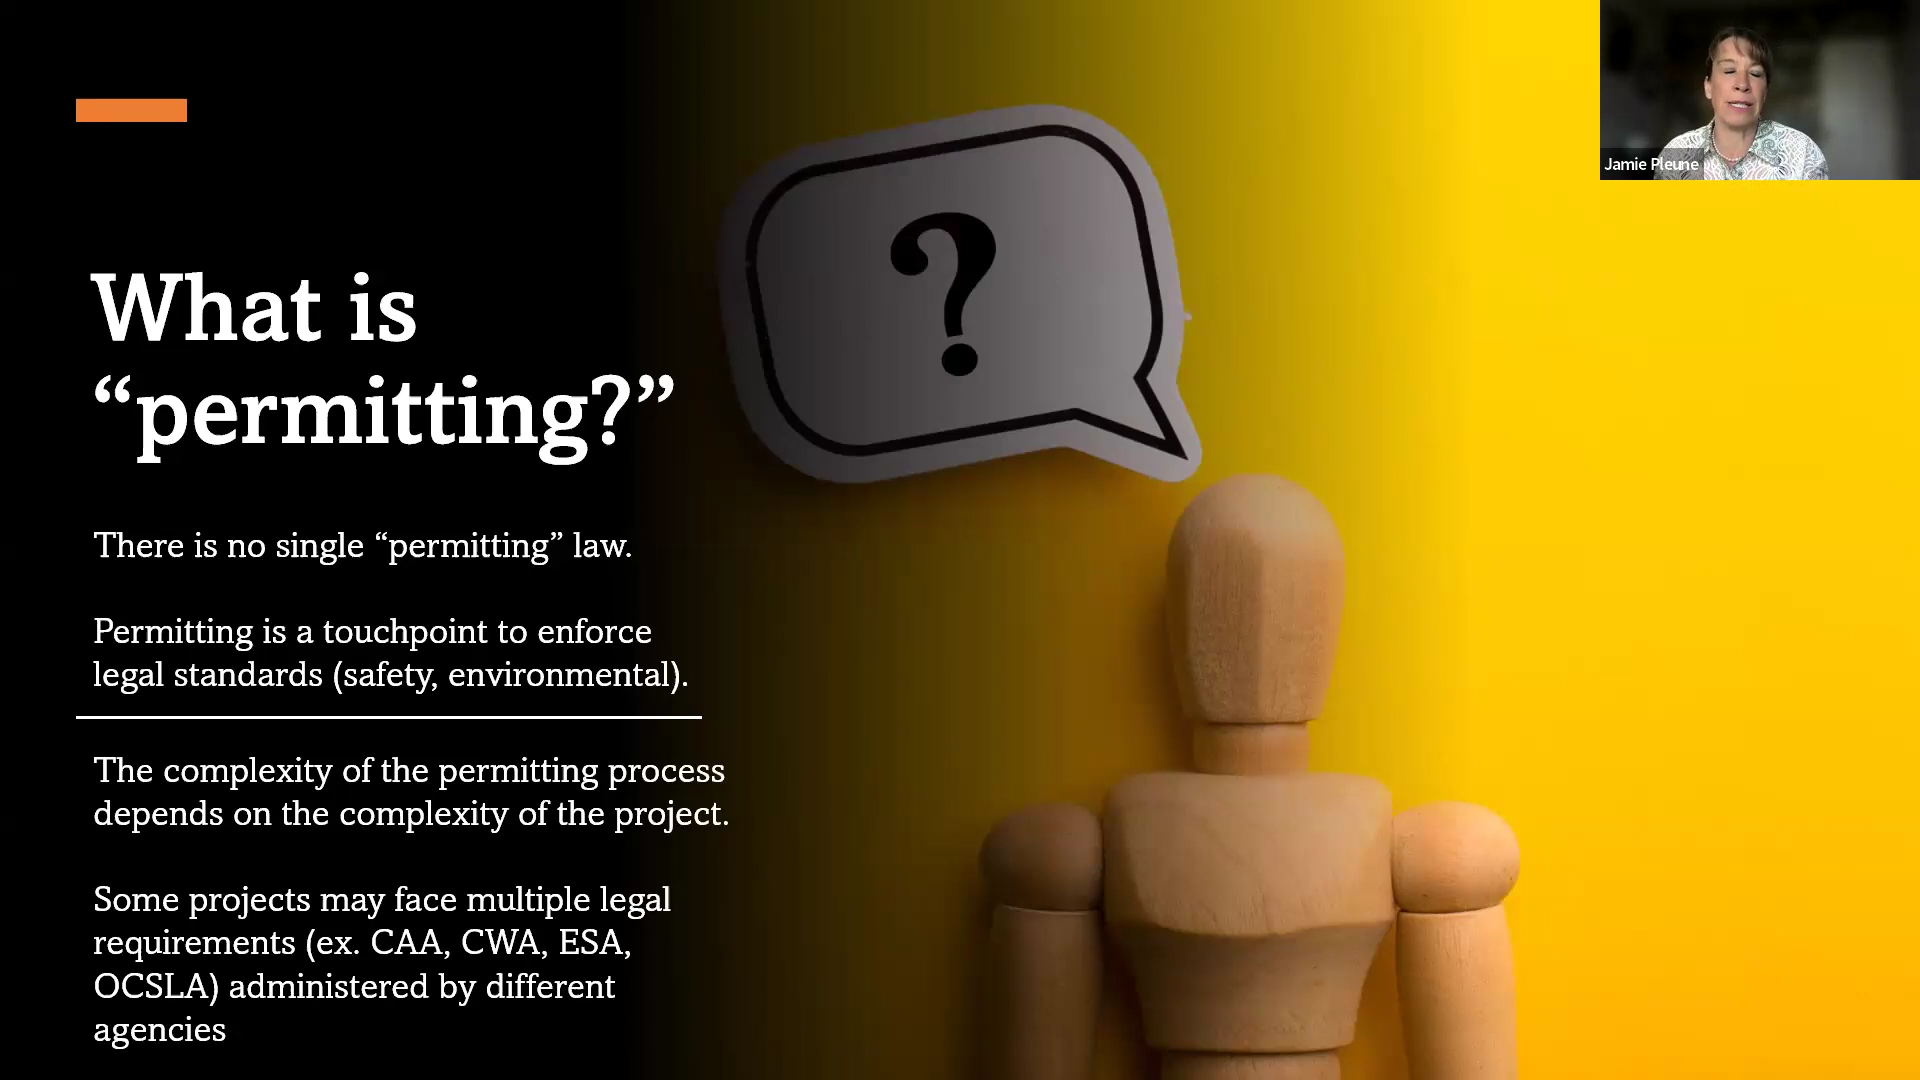 Jamie Pleune
?
What is
“permitting?”
There is no single “permitting” law.
Permitting is a touchpoint to enforce
legal standards (safety, environmental).
The complexity of the permitting process
depends on the complexity of the project.
Some projects may face multiple legal
requirements (ex. CAA, CWA, ESA,
OCSLA) administered by different
agencies